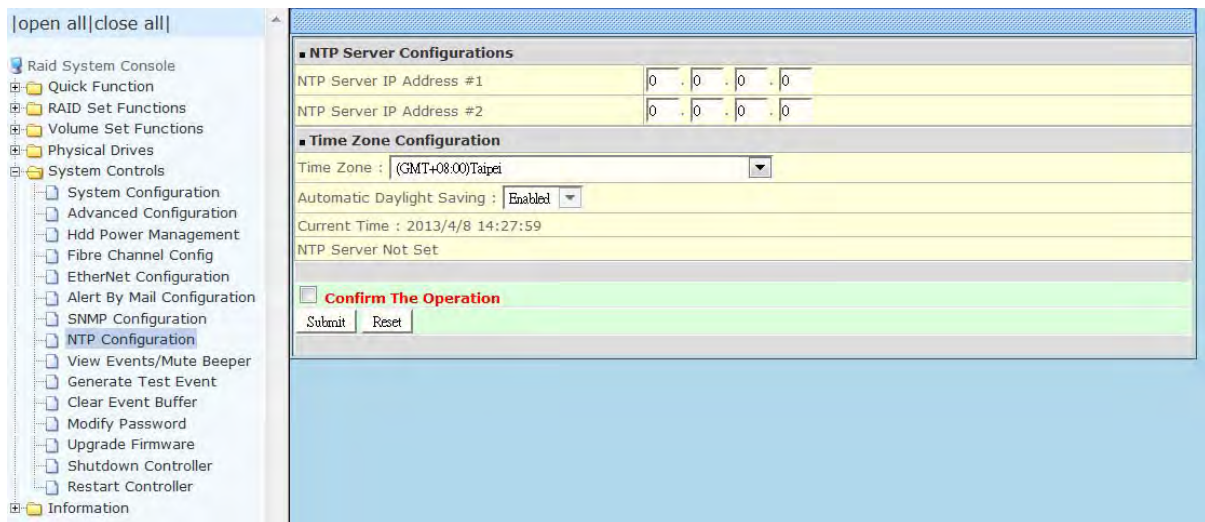 |open all|close all|
Raid System Console
Quick Function
RAID Set Functions
Volume Set Functions
Physical Drives
System Controls
System Configuration
Advanced Configuration
Hdd Power Management
Fibre Channel Config
EtherNet Configuration
Alert By Mail Configuration
SNMP Configuration
NTP Configuration
View Events/Mute Beeper
Generate Test Event
Clear Event Buffer
Modify Password
Upgrade Firmware
Shutdown Controller
Restart Controller
Information
NTP Server Configurations
NTP Server IP Address #1 0 . 0 . 0 . 0
NTP Server IP Address #2 0 . 0 . 0 . 0
Time Zone Configuration
Time Zone : (GMT+08:00)Taipei
Automatic Daylight Saving : Enabled
Current Time : 2013/4/8 14:27:59
NTP Server Not Set
Confirm The Operation
Submit Reset